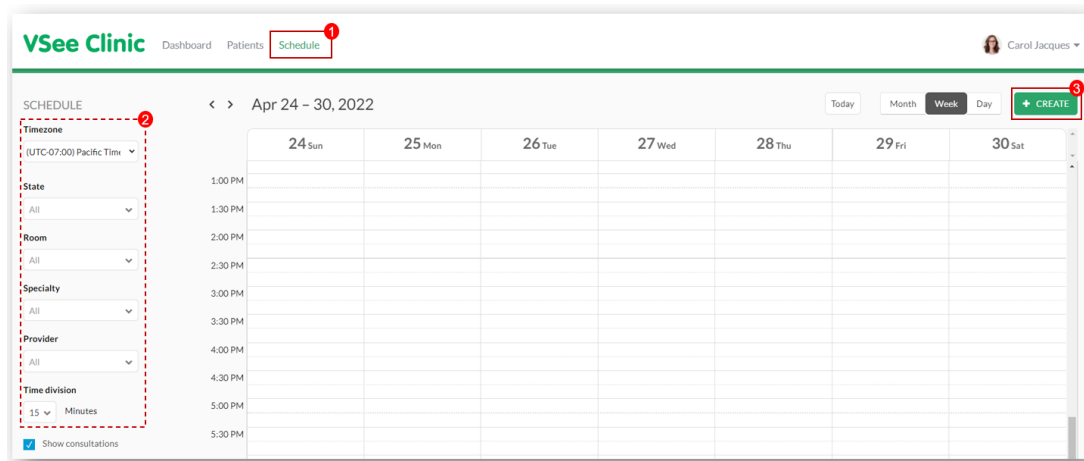 VSee Clinic Dashboard Patients Schedule 1 Carol Jacques
SCHEDULE Apr 24 – 30, 2022 Today Month Week Day + CREATE 3
2
Timezone 24 Sun 25 Mon 26 Tue 27 Wed 28 Thu 29 Fri 30 Sat
(UTC-07:00) Pacific Time
1:00 PM
State
All 1:30 PM
Room 2:00 PM
All 2:30 PM
Specialty 3:00 PM
All 3:30 PM
Provider 4:00 PM
All 4:30 PM
Time division
15 Minutes 5:00 PM
Show consultations 5:30 PM